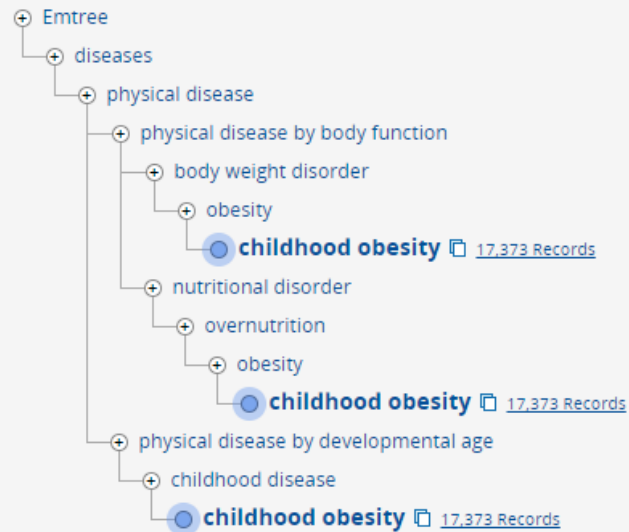 Emtree
diseases
physical disease
physical disease by body function
body weight disorder
obesity
childhood obesity 17,373 Records
nutritional disorder
overnutrition
obesity
childhood obesity 17,373 Records
physical disease by developmental age
childhood disease
childhood obesity 17,373 Records